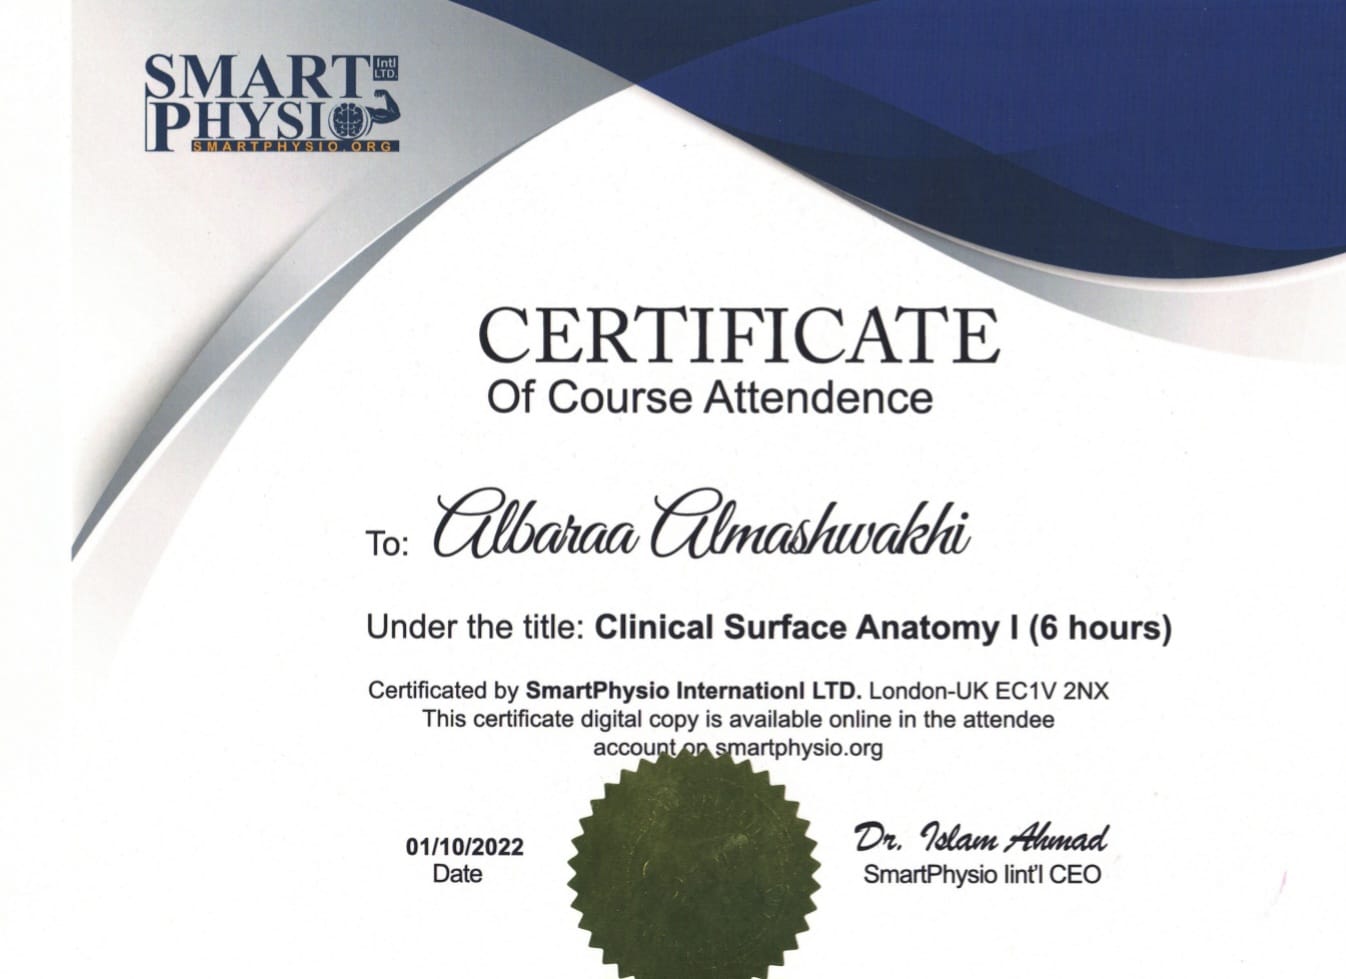 SMART Intl LTD.
PHYSIO
SMARTPHYSIO.ORG
CERTIFICATE
Of Course Attendence
To: Albaraa Almashwakhi
Under the title: Clinical Surface Anatomy I (6 hours)
Certificated by SmartPhysio Internationl LTD. London-UK EC1V 2NX
This certificate digital copy is available online in the attendee
account on smartphysio.org
01/10/2022
Date
Dr. Islam Ahmad
SmartPhysio Iint'l CEO